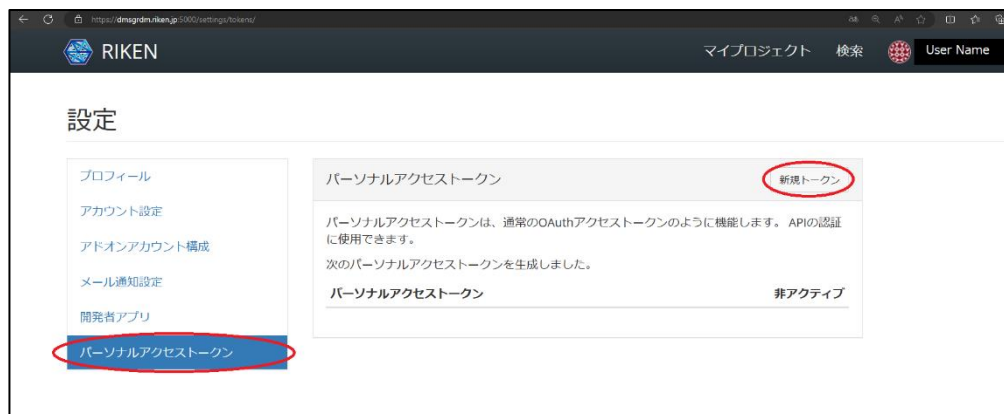 https://dmsgrdm.riken.jp:5000/settings/tokens/
RIKEN
マイプロジェクト 検索 User Name
設定
プロフィール
アカウント設定
アドオンアカウント構成
メール通知設定
開発者アプリ
パーソナルアクセストークン
パーソナルアクセストークン 新規トークン
パーソナルアクセストークンは、通常のOAuthアクセストークンのように機能します。 APIの認証
に使用できます。
次のパーソナルアクセストークンを生成しました。
パーソナルアクセストークン 非アクティブ